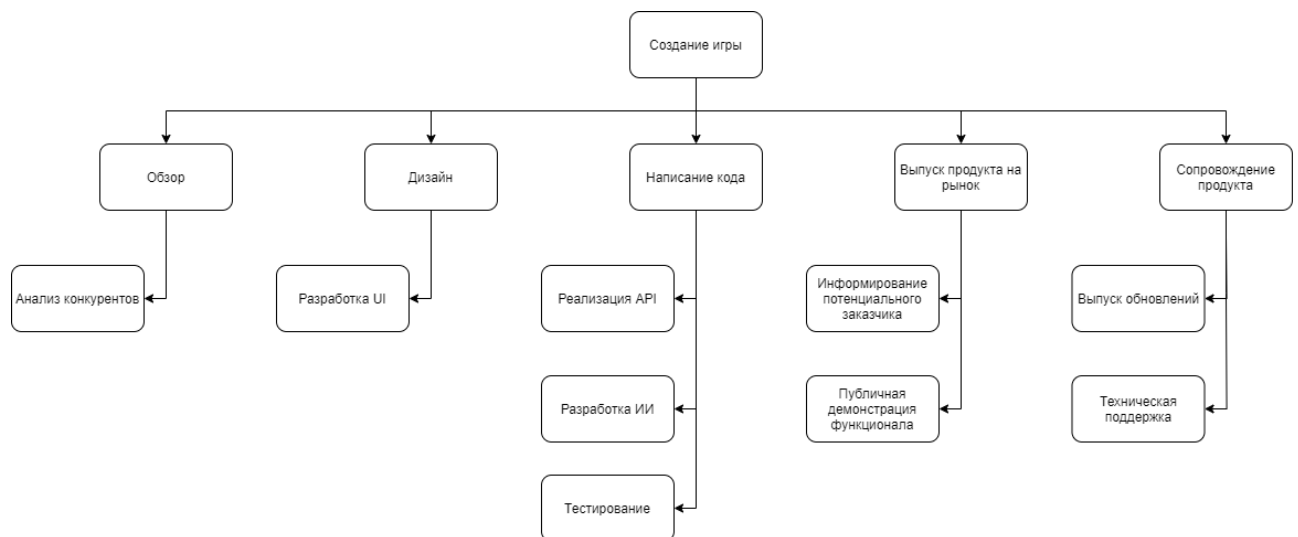 Создание игры
Обзор
Дизайн
Написание кода
Выпуск продукта на
рынок
Сопровождение
продукта
Анализ конкурентов
Разработка UI
Реализация API
Информирование
потенциального
заказчика
Выпуск обновлений
Разработка ИИ
Публичная
демонстрация
функционала
Техническая
поддержка
Тестирование